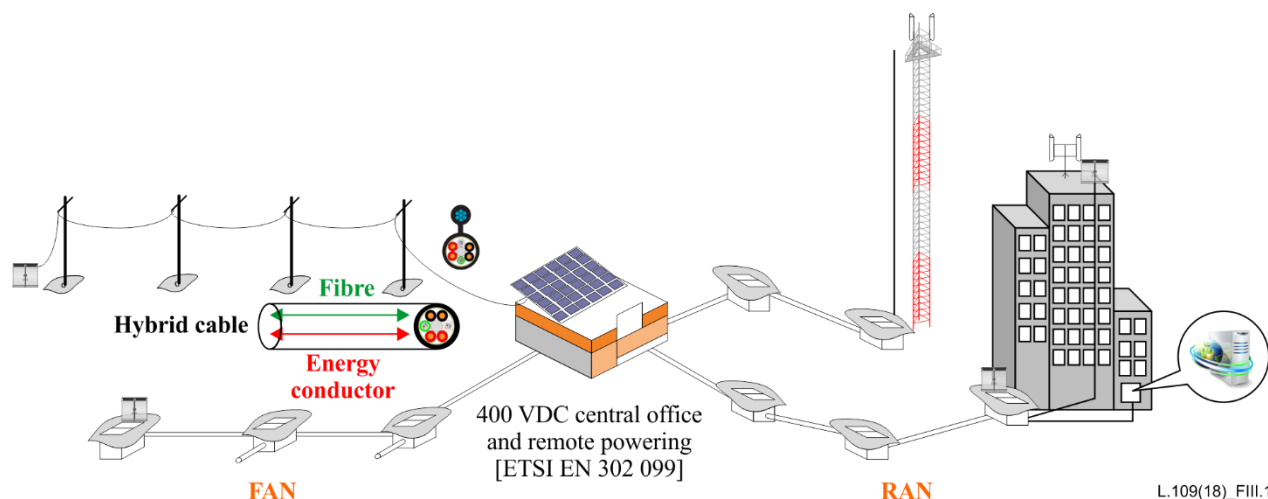 Fibre
Hybrid cable
Energy
conductor
400 VDC central office
and remote powering
[ETSI EN 302 099]
FAN
RAN
L.109(18)_FIII.1